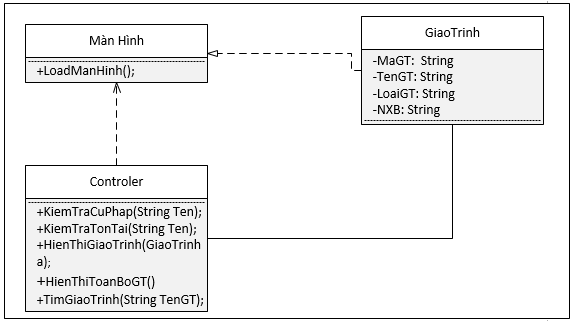 Màn Hình
+LoadManHinh();
GiaoTrinh
-MaGT: String
-TenGT: String
-LoaiGT: String
-NXB: String
Controler
+KiemTraCuPhap(String Ten);
+KiemTraTonTai(String Ten);
+HienThiGiaoTrinh(GiaoTrinh
a);
+HienThiToanBoGT()
+TimGiaoTrinh(String TenGT);